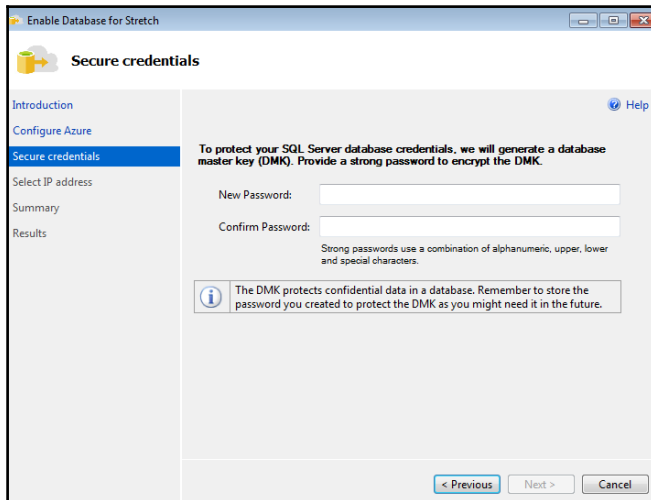 Enable Database for Stretch
Secure credentials
Introduction
Configure Azure
Secure credentials
Select IP address
Summary
Results
Help
To protect your SQL Server database credentials, we will generate a database
master key (DMK). Provide a strong password to encrypt the DMK.
New Password:
Confirm Password:
Strong passwords use a combination of alphanumeric, upper, lower
and special characters.
The DMK protects confidential data in a database. Remember to store the
password you created to protect the DMK as you might need it in the future.
< Previous
Next >
Cancel